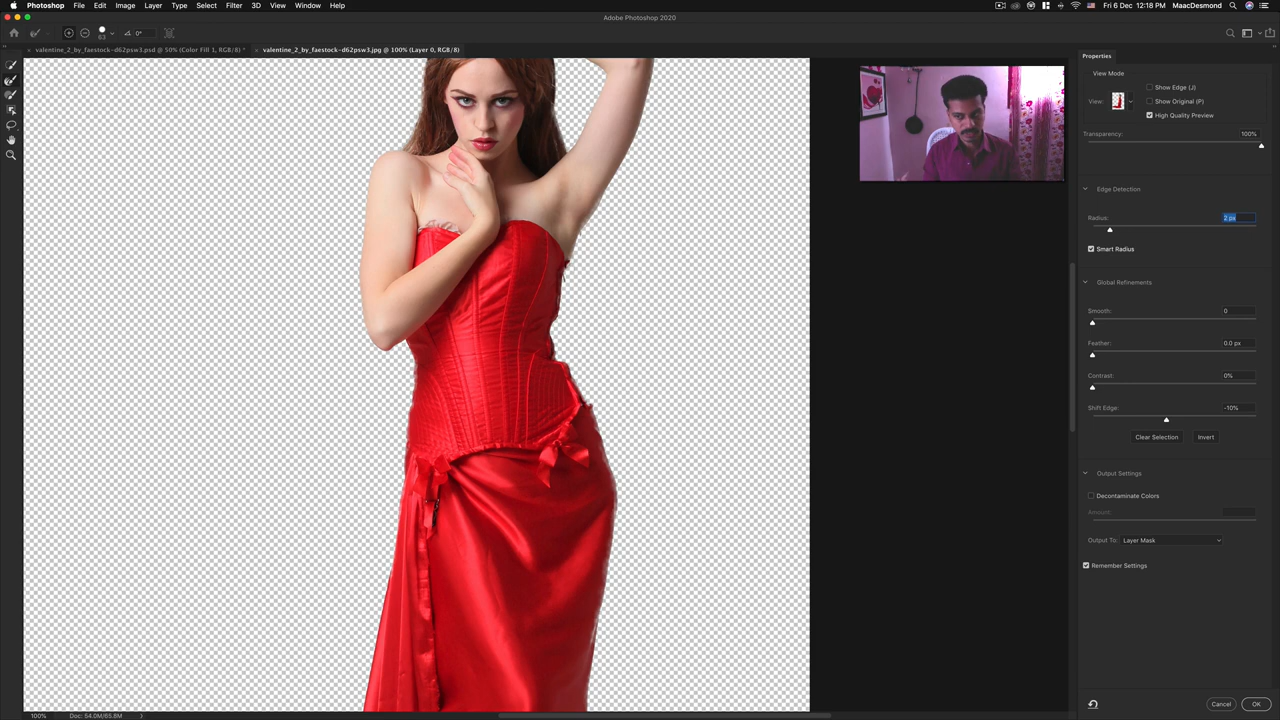 Photoshop File Edit Image Layer Type Select Filter 3D View Window Help Fri 6 Dec 12:18 PM MaacDesmond
Adobe Photoshop 2020
63 0°
valentine_2_by_faestock-d62psw3.psd @ 50% (Color Fill 1, RGB/8) * valentine_2_by_faestock-d62psw3.jpg @ 100% (Layer 0, RGB/8)
Properties
View Mode
Show Edge (J)
View: Show Original (P)
High Quality Preview
Transparency: 100%
Edge Detection
Radius: 2 px
Smart Radius
Global Refinements
Smooth: 0
Feather: 0.0 px
Contrast: 0%
Shift Edge: -10%
Clear Selection Invert
Output Settings
Decontaminate Colors
Amount:
Output To: Layer Mask
Remember Settings
Cancel OK
100% Doc: 54.0M/65.8M